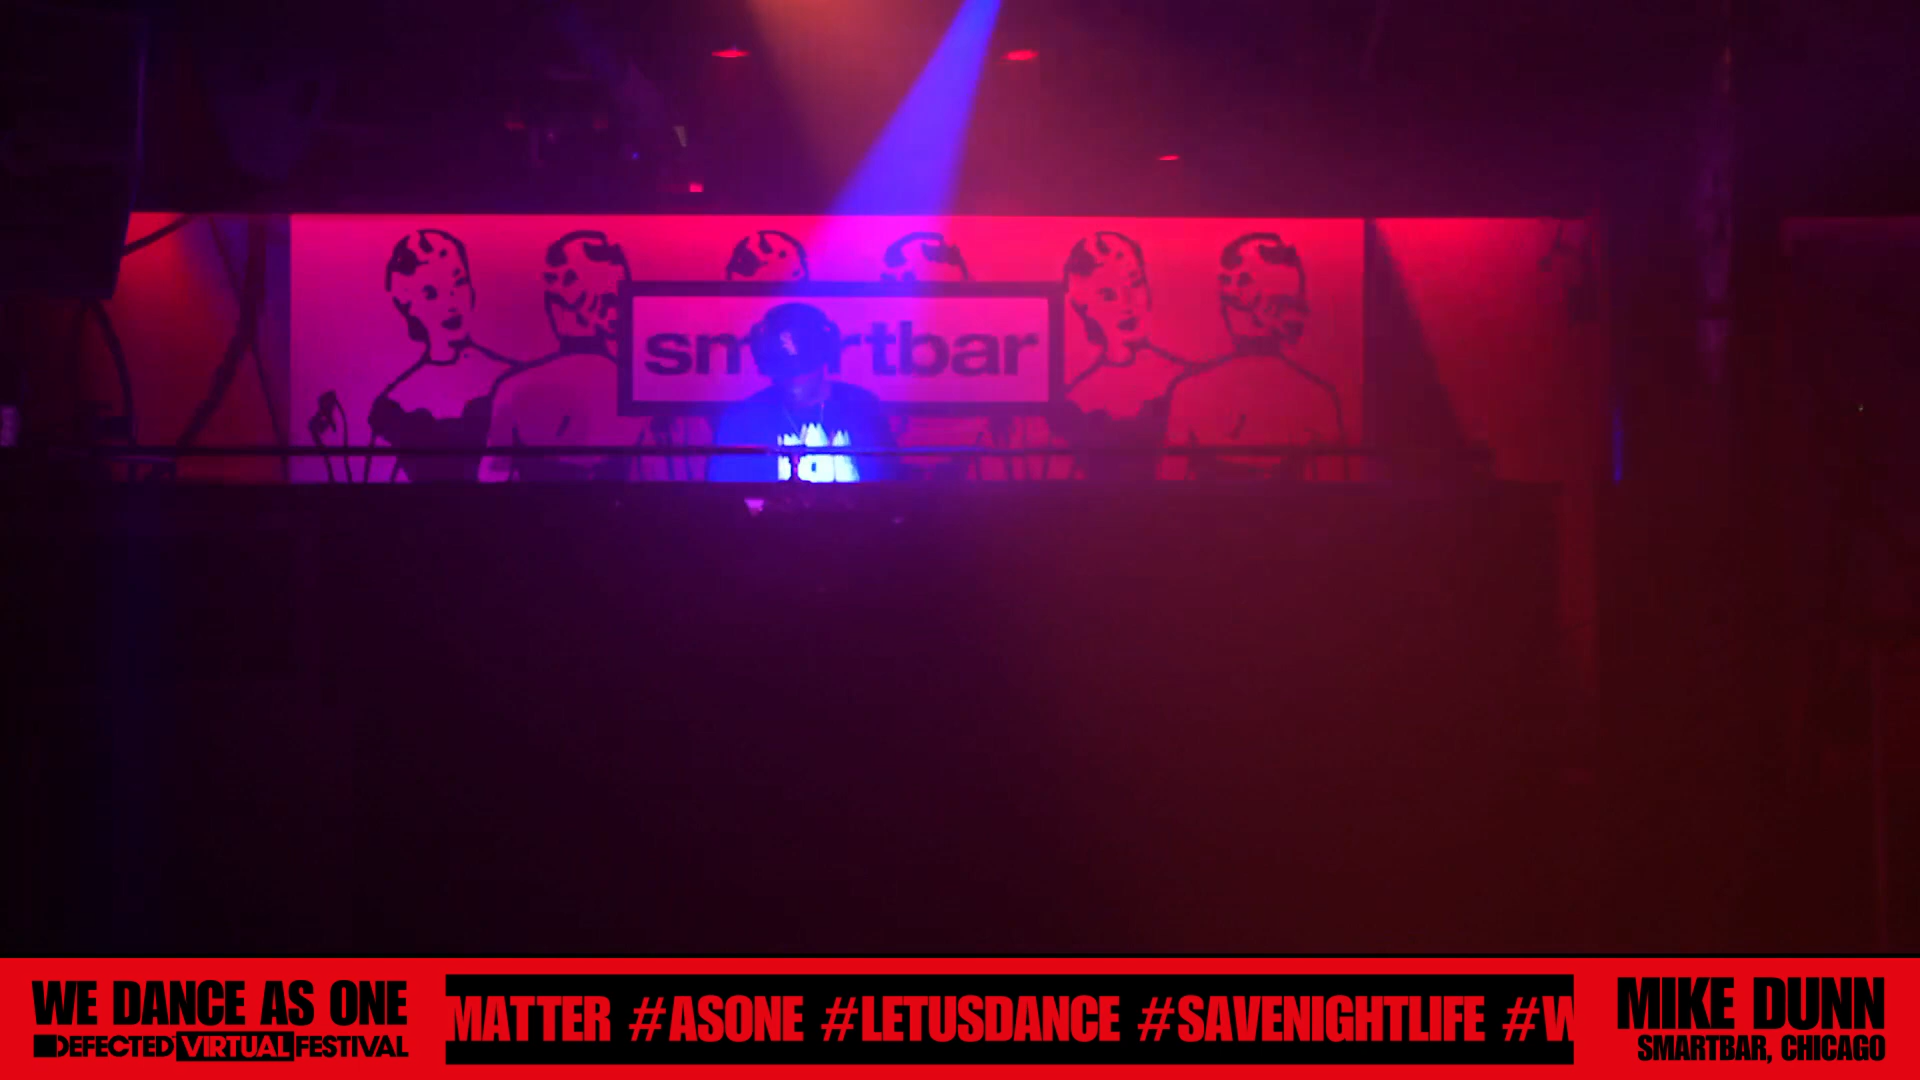 smartbar
WE DANCE AS ONE
DEFECTED VIRTUAL FESTIVAL
MATTER #ASONE #LETUSDANCE #SAVENIGHTLIFE #W
MIKE DUNN
SMARTBAR, CHICAGO